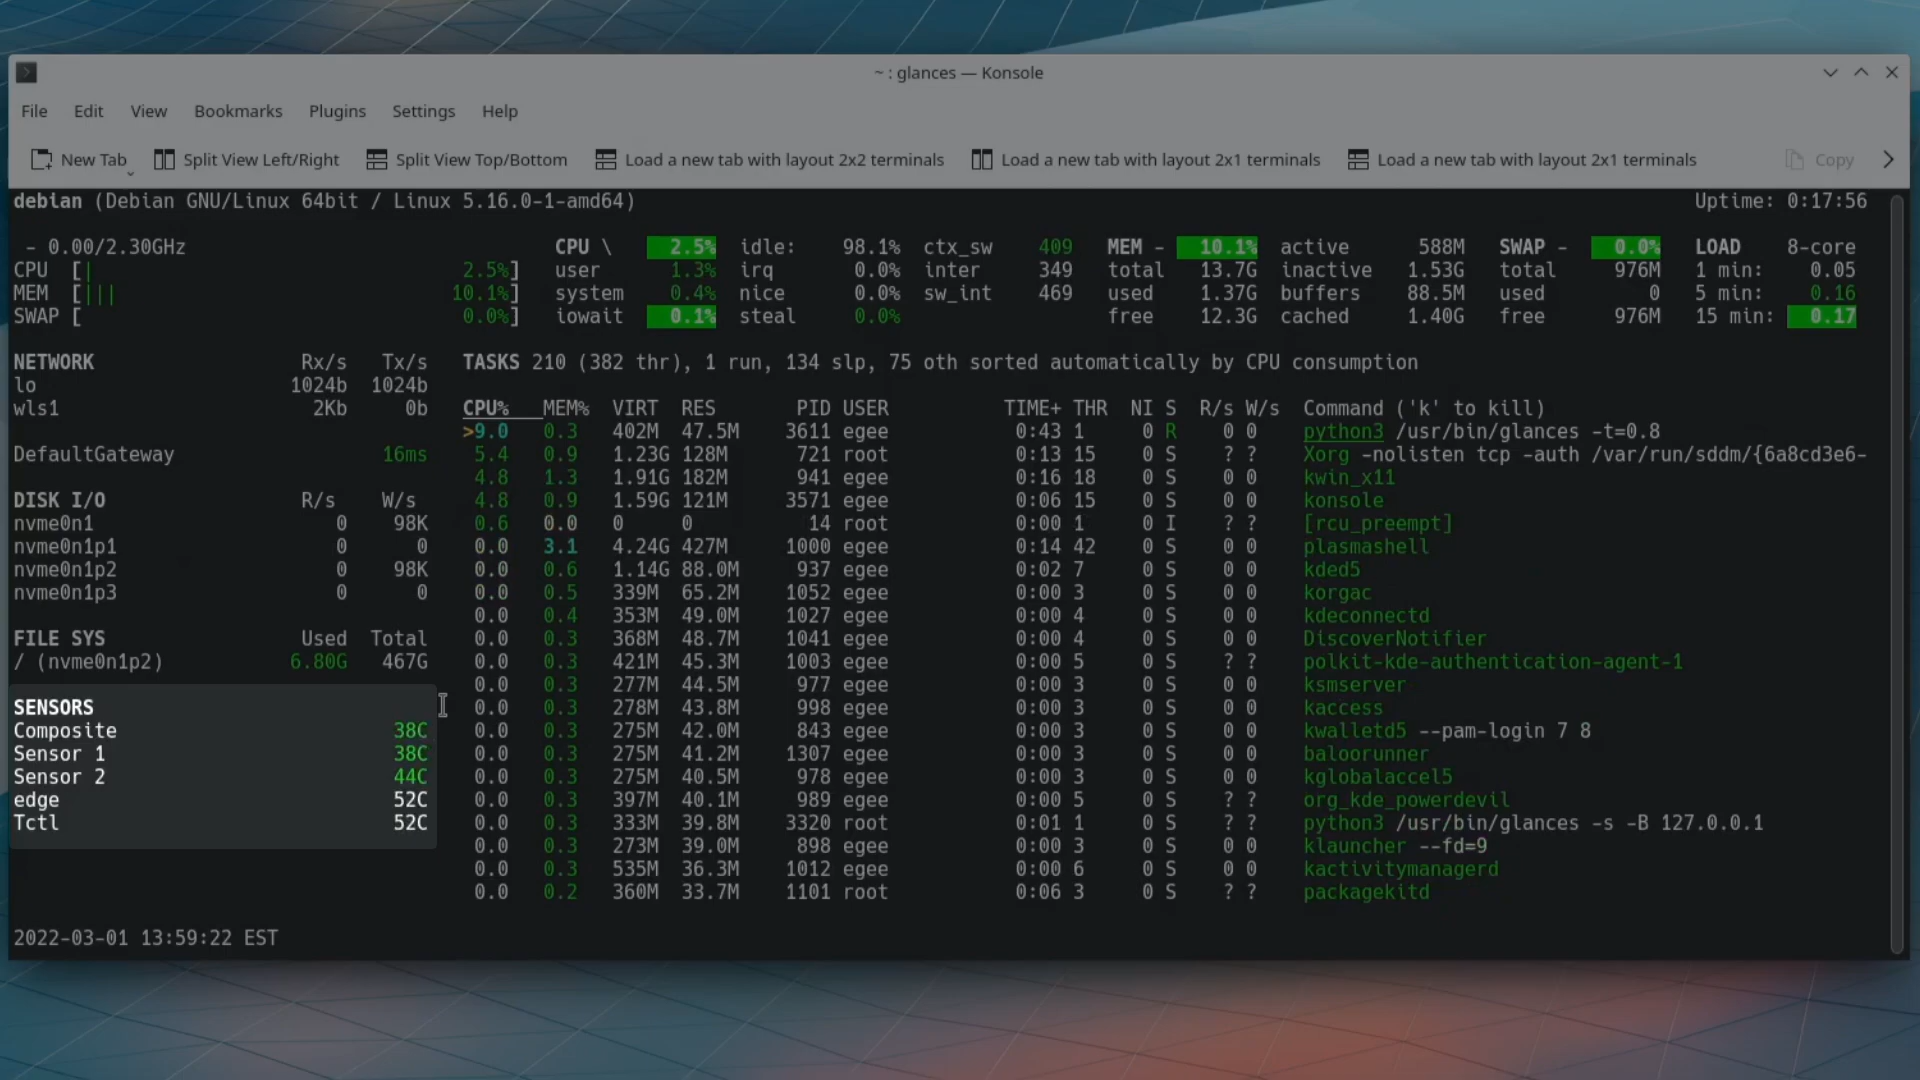 ~ : glances — Konsole
File Edit View Bookmarks Plugins Settings Help
New Tab Split View Left/Right Split View Top/Bottom Load a new tab with layout 2x2 terminals Load a new tab with layout 2x1 terminals Load a new tab with layout 2x1 terminals Copy
debian (Debian GNU/Linux 64bit / Linux 5.16.0-1-amd64) Uptime: 0:17:56
- 0.00/2.30GHz CPU \ 2.5% idle: 98.1% ctx_sw 409 MEM - 10.1% active 588M SWAP - 0.0% LOAD 8-core
CPU [| 2.5%] user 1.3% irq 0.0% inter 349 total 13.7G inactive 1.53G total 976M 1 min: 0.05
MEM [||| 10.1%] system 0.4% nice 0.0% sw_int 469 used 1.37G buffers 88.5M used 0 5 min: 0.16
SWAP [ 0.0%] iowait 0.1% steal 0.0% free 12.3G cached 1.40G free 976M 15 min: 0.17
NETWORK Rx/s Tx/s
lo 1024b 1024b
wls1 2Kb 0b
DefaultGateway 16ms
DISK I/O R/s W/s
nvme0n1 0 98K
nvme0n1p1 0 0
nvme0n1p2 0 98K
nvme0n1p3 0 0
FILE SYS Used Total
/ (nvme0n1p2) 6.80G 467G
SENSORS
Composite 38C
Sensor 1 38C
Sensor 2 44C
edge 52C
Tctl 52C
TASKS 210 (382 thr), 1 run, 134 slp, 75 oth sorted automatically by CPU consumption
CPU% MEM% VIRT RES PID USER TIME+ THR NI S R/s W/s Command ('k' to kill)
>9.0 0.3 402M 47.5M 3611 egee 0:43 1 0 R 0 0 python3 /usr/bin/glances -t=0.8
5.4 0.9 1.23G 128M 721 root 0:13 15 0 S ? ? Xorg -nolisten tcp -auth /var/run/sddm/{6a8cd3e6-
4.8 1.3 1.91G 182M 941 egee 0:16 18 0 S 0 0 kwin_x11
4.8 0.9 1.59G 121M 3571 egee 0:06 15 0 S 0 0 konsole
0.6 0.0 0 0 14 root 0:00 1 0 I ? ? [rcu_preempt]
0.0 3.1 4.24G 427M 1000 egee 0:14 42 0 S 0 0 plasmashell
0.0 0.6 1.14G 88.0M 937 egee 0:02 7 0 S 0 0 kded5
0.0 0.5 339M 65.2M 1052 egee 0:00 3 0 S 0 0 korgac
0.0 0.4 353M 49.0M 1027 egee 0:00 4 0 S 0 0 kdeconnectd
0.0 0.3 368M 48.7M 1041 egee 0:00 4 0 S 0 0 DiscoverNotifier
0.0 0.3 421M 45.3M 1003 egee 0:00 5 0 S ? ? polkit-kde-authentication-agent-1
0.0 0.3 277M 44.5M 977 egee 0:00 3 0 S 0 0 ksmserver
0.0 0.3 278M 43.8M 998 egee 0:00 3 0 S 0 0 kaccess
0.0 0.3 275M 42.0M 843 egee 0:00 3 0 S 0 0 kwalletd5 --pam-login 7 8
0.0 0.3 275M 41.2M 1307 egee 0:00 3 0 S 0 0 baloorunner
0.0 0.3 275M 40.5M 978 egee 0:00 3 0 S 0 0 kglobalaccel5
0.0 0.3 397M 40.1M 989 egee 0:00 5 0 S ? ? org_kde_powerdevil
0.0 0.3 333M 39.8M 3320 root 0:01 1 0 S ? ? python3 /usr/bin/glances -s -B 127.0.0.1
0.0 0.3 273M 39.0M 898 egee 0:00 3 0 S 0 0 klauncher --fd=9
0.0 0.3 535M 36.3M 1012 egee 0:00 6 0 S 0 0 kactivitymanagerd
0.0 0.2 360M 33.7M 1101 root 0:06 3 0 S ? ? packagekitd
2022-03-01 13:59:22 EST